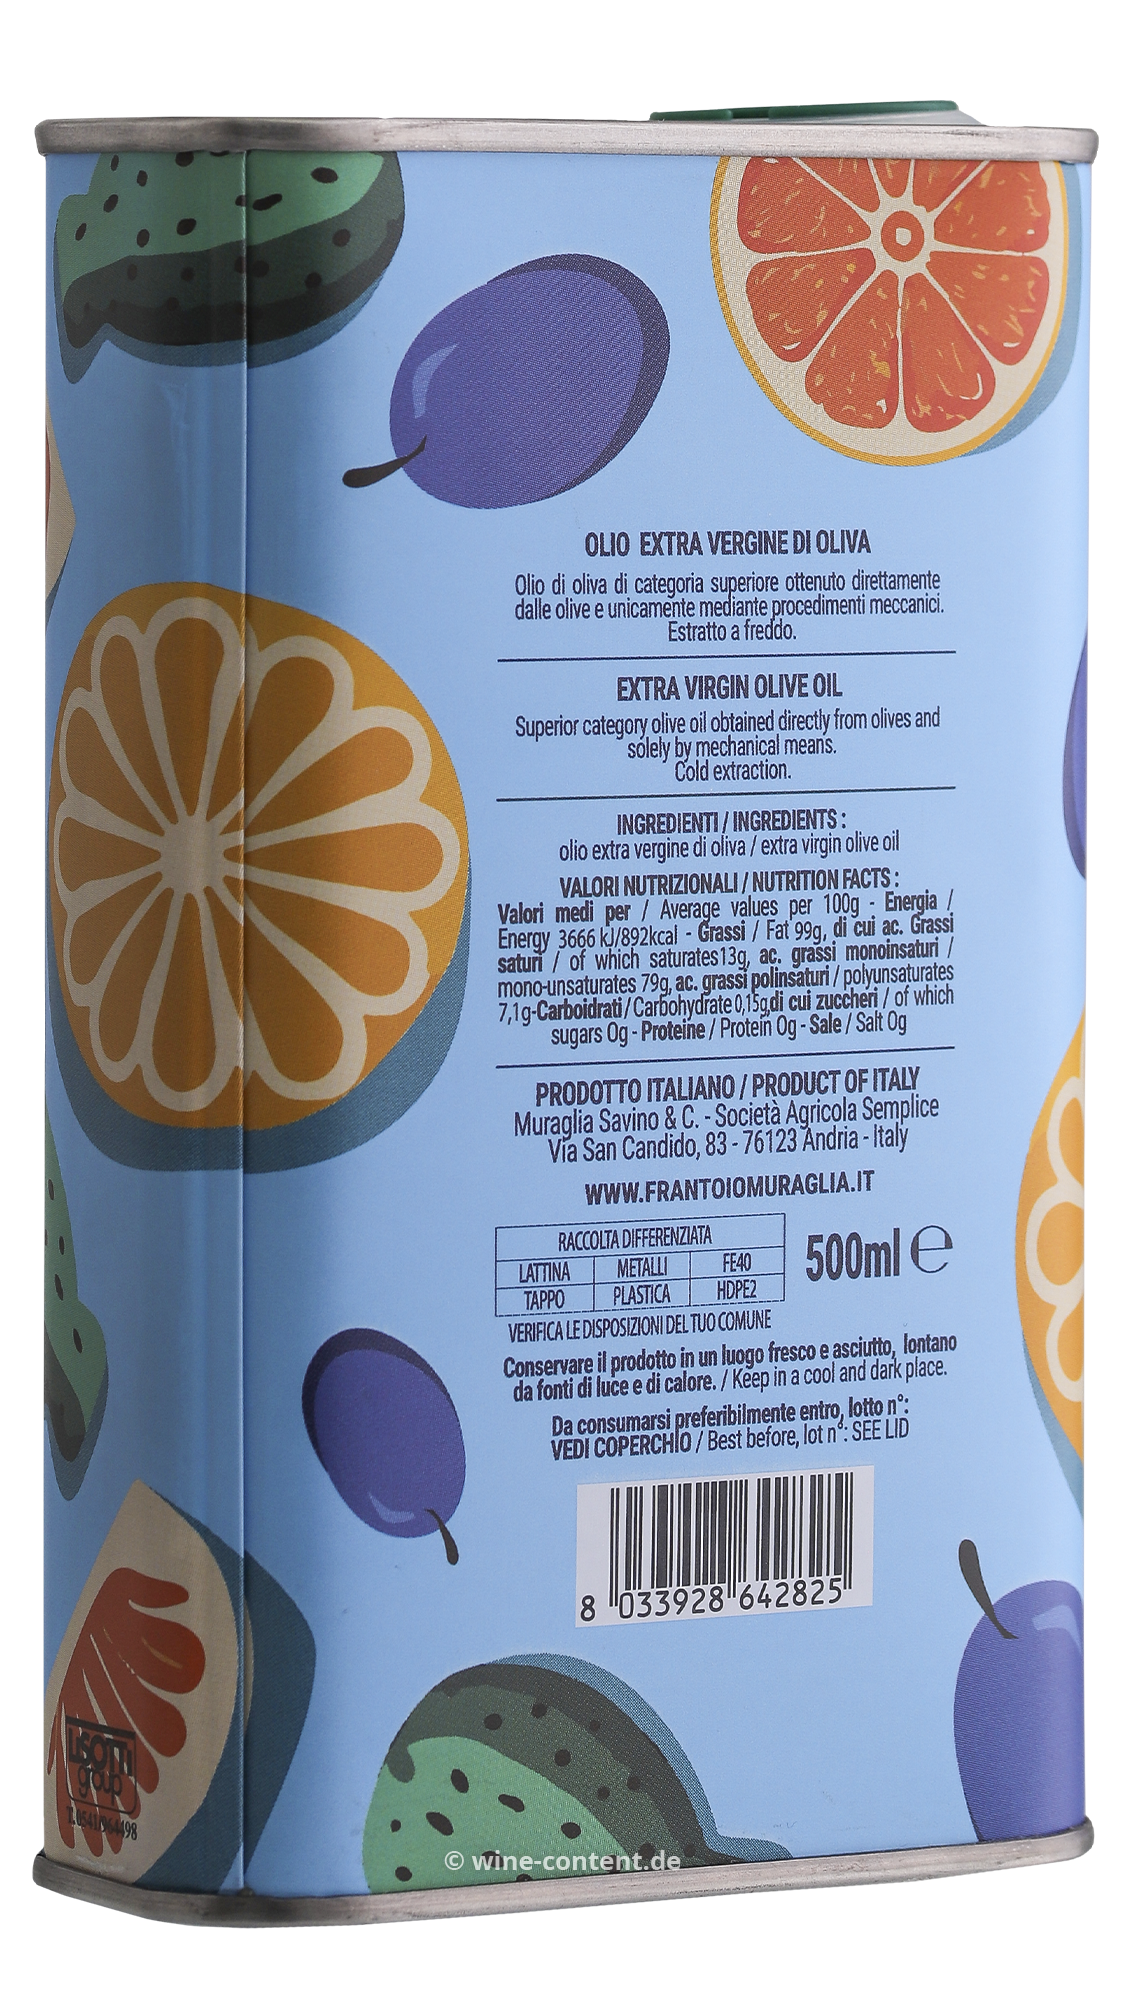 OLIO EXTRA VERGINE DI OLIVA
Olio di oliva di categoria superiore ottenuto direttamente
dalle olive e unicamente mediante procedimenti meccanici.
Estratto a freddo.
EXTRA VIRGIN OLIVE OIL
Superior category olive oil obtained directly from olives and
solely by mechanical means.
Cold extraction.
INGREDIENTI / INGREDIENTS :
olio extra vergine di oliva / extra virgin olive oil
VALORI NUTRIZIONALI / NUTRITION FACTS :
Valori medi per / Average values per 100g - Energia /
Energy 3666 kJ/892kcal - Grassi / Fat 99g, di cui ac. Grassi
saturi / of which saturates13g, ac. grassi monoinsaturi /
mono-unsaturates 79g, ac. grassi polinsaturi / polyunsaturates
7,1g-Carboidrati/Carbohydrate 0,15g,di cui zuccheri / of which
sugars 0g - Proteine / Protein 0g - Sale / Salt 0g
PRODOTTO ITALIANO / PRODUCT OF ITALY
Muraglia Savino & C. - Società Agricola Semplice
Via San Candido, 83 - 76123 Andria - Italy
WWW.FRANTOIOMURAGLIA.IT
RACCOLTA DIFFERENZIATA
LATTINA METALLI FE40
TAPPO PLASTICA HDPE2
500ml ℮
VERIFICA LE DISPOSIZIONI DEL TUO COMUNE
Conservare il prodotto in un luogo fresco e asciutto, lontano
da fonti di luce e di calore. / Keep in a cool and dark place.
Da consumarsi preferibilmente entro, lotto n°:
VEDI COPERCHIO / Best before, lot n°: SEE LID
8 033928 642825
LISOTTI
group
T.0541/964498
© wine-content.de